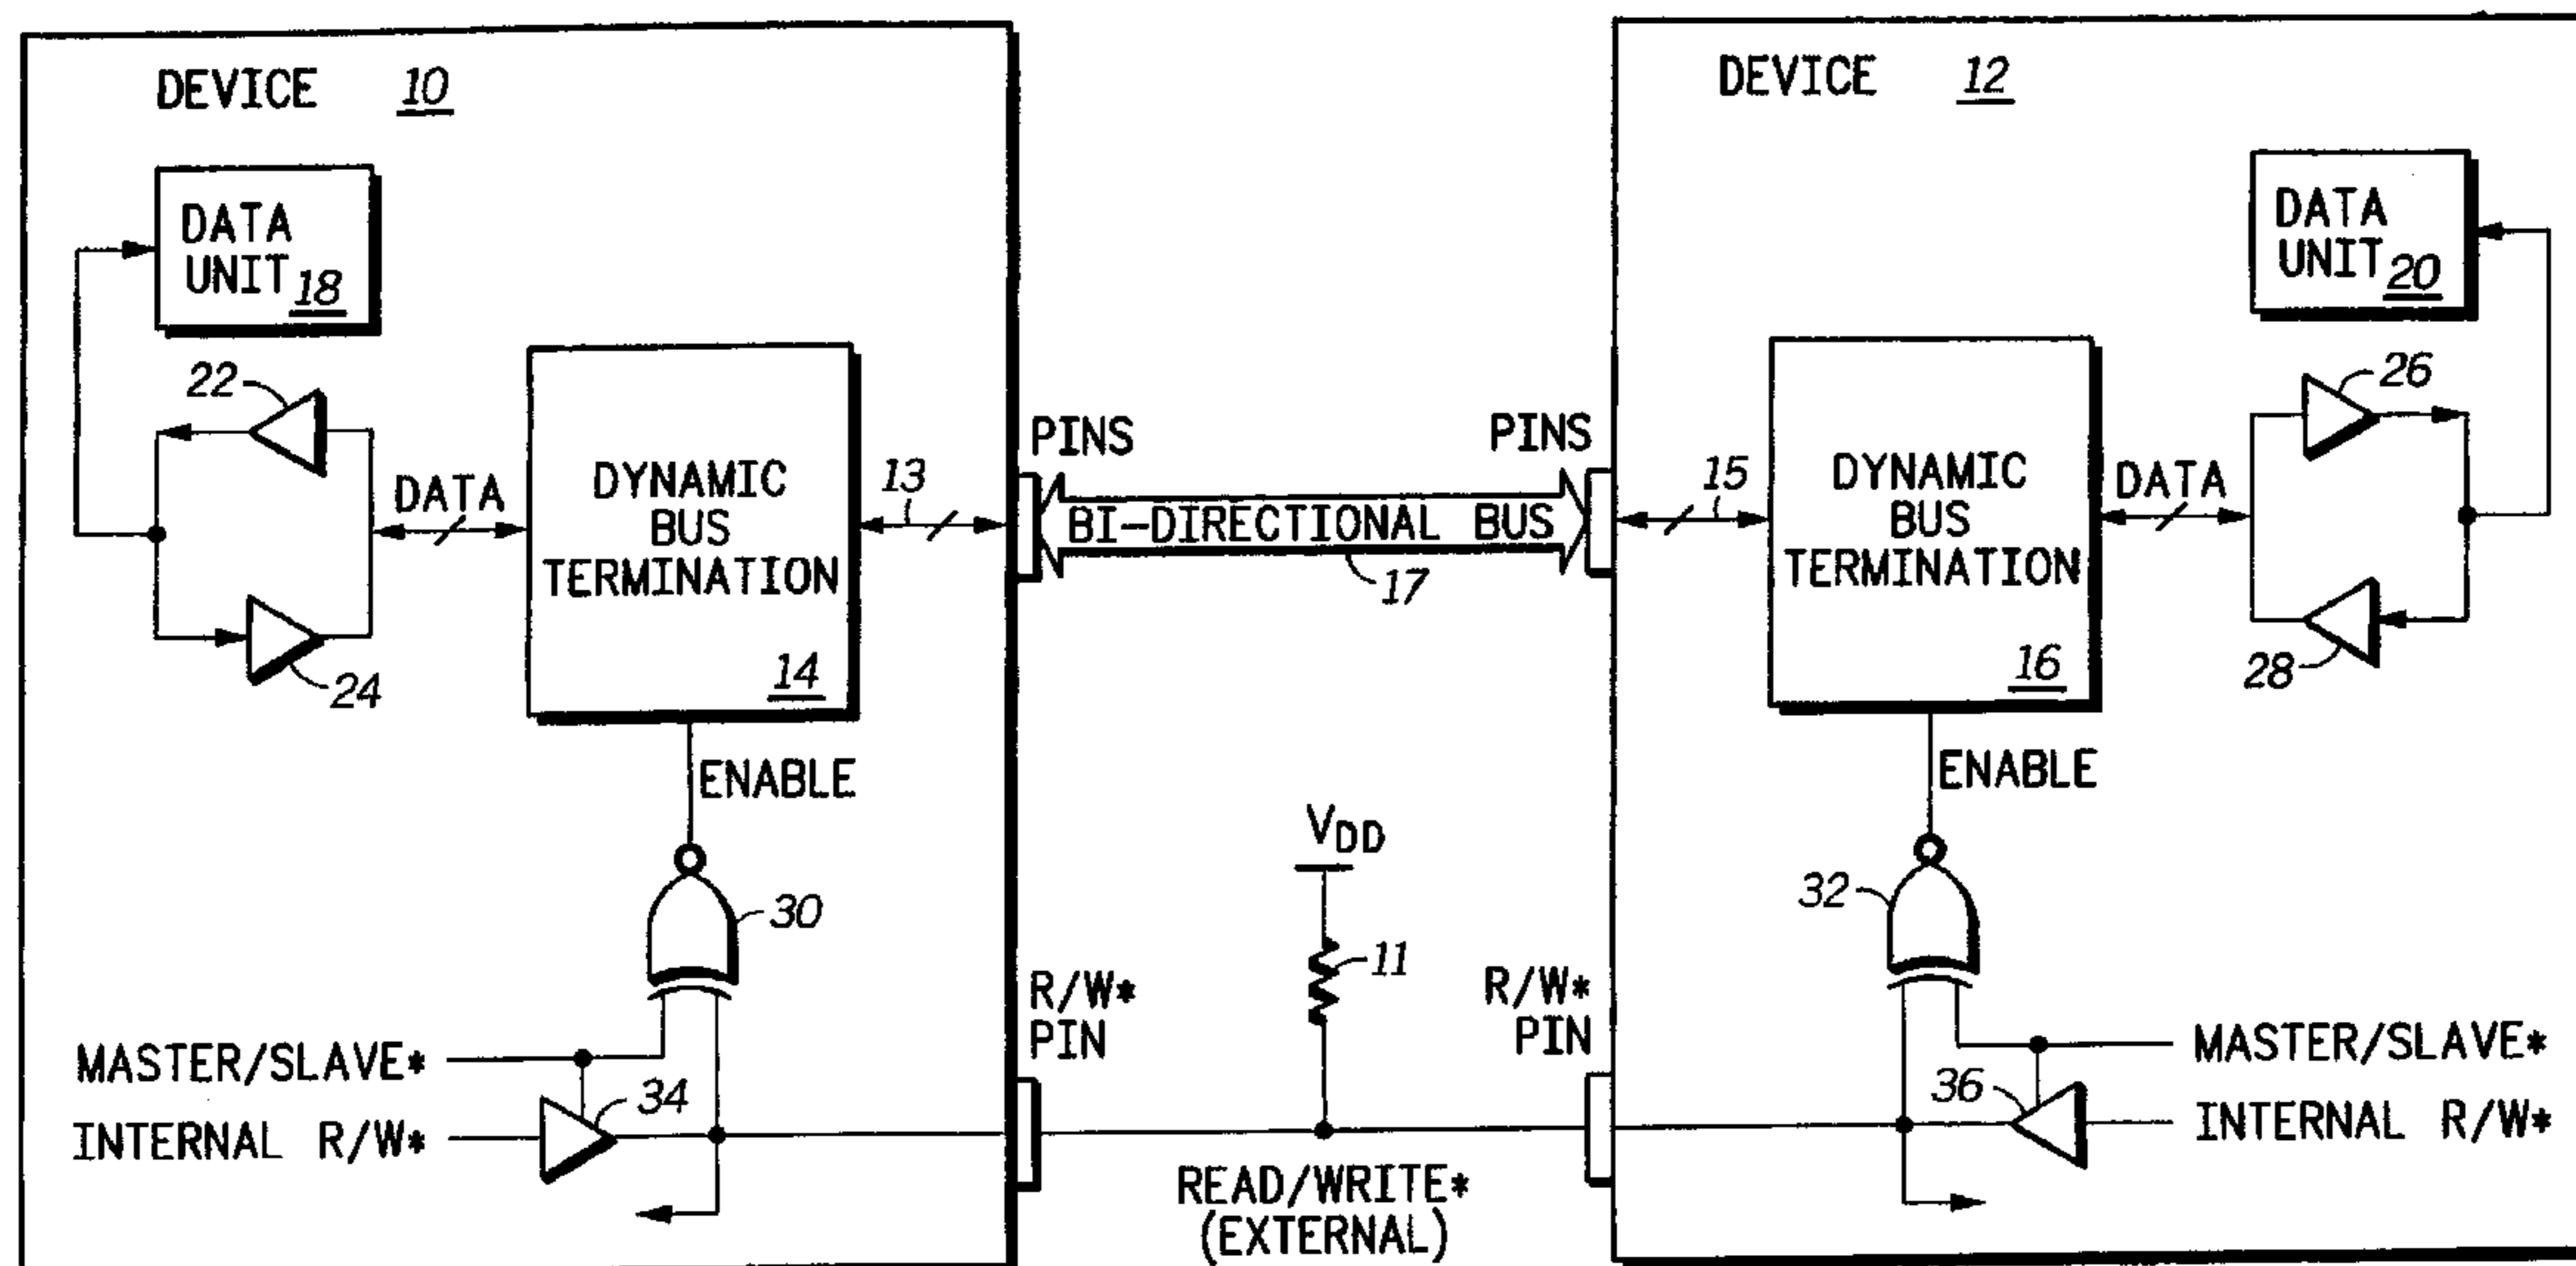 DEVICE 10
DATA
UNIT 18
22
24
DATA
DYNAMIC
BUS
TERMINATION
14
13
ENABLE
30
MASTER/SLAVE*
INTERNAL R/W*
34
PINS
BI-DIRECTIONAL BUS
17
PINS
VDD
11
R/W*
PIN
R/W*
PIN
READ/WRITE*
(EXTERNAL)
DEVICE 12
DATA
UNIT 20
15
DYNAMIC
BUS
TERMINATION
16
DATA
26
28
ENABLE
32
36
MASTER/SLAVE*
INTERNAL R/W*